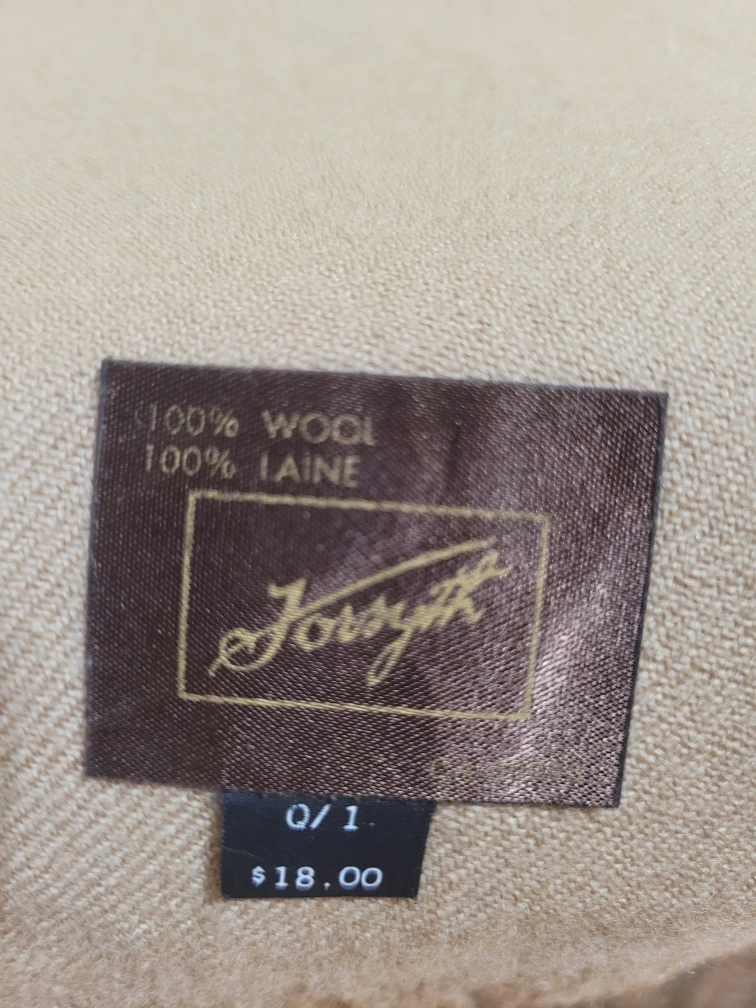 100% WOOL
100% LAINE
Forsyth
Q/1
$18.00